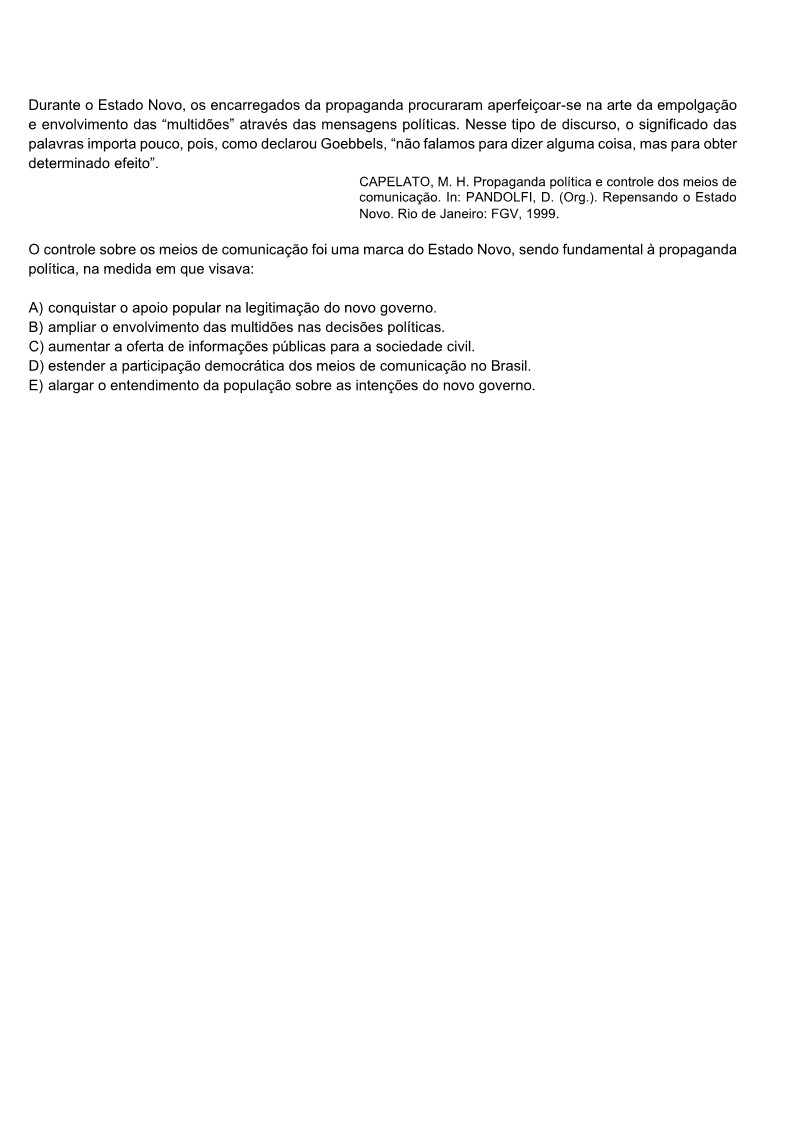 Durante o Estado Novo, os encarregados da propaganda procuraram aperfeiçoar-se na arte da empolgação
e envolvimento das “multidões” através das mensagens políticas. Nesse tipo de discurso, o significado das
palavras importa pouco, pois, como declarou Goebbels, “não falamos para dizer alguma coisa, mas para obter
determinado efeito”.
CAPELATO, M. H. Propaganda política e controle dos meios de
comunicação. In: PANDOLFI, D. (Org.). Repensando o Estado
Novo. Rio de Janeiro: FGV, 1999.
O controle sobre os meios de comunicação foi uma marca do Estado Novo, sendo fundamental à propaganda
política, na medida em que visava:
A) conquistar o apoio popular na legitimação do novo governo.
B) ampliar o envolvimento das multidões nas decisões políticas.
C) aumentar a oferta de informações públicas para a sociedade civil.
D) estender a participação democrática dos meios de comunicação no Brasil.
E) alargar o entendimento da população sobre as intenções do novo governo.